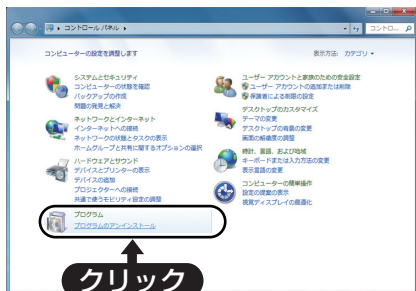 コントロール パネル
コントロ...
コンピューターの設定を調整します
表示方法: カテゴリ
システムとセキュリティ
コンピューターの状態を確認
バックアップの作成
問題の発見と解決
ネットワークとインターネット
インターネットへの接続
ネットワークの状態とタスクの表示
ホームグループと共有に関するオプションの選択
ハードウェアとサウンド
デバイスとプリンターの表示
デバイスの追加
プロジェクターへの接続
共通で使うモビリティ設定の調整
プログラム
プログラムのアンインストール
ユーザー アカウントと家族のための安全設定
ユーザー アカウントの追加または削除
保護者による制限の設定
デスクトップのカスタマイズ
テーマの変更
デスクトップの背景の変更
画面の解像度の調整
時計、言語、および地域
キーボードまたは入力方法の変更
表示言語の変更
コンピューターの簡単操作
設定の提案の表示
視覚ディスプレイの最適化
クリック